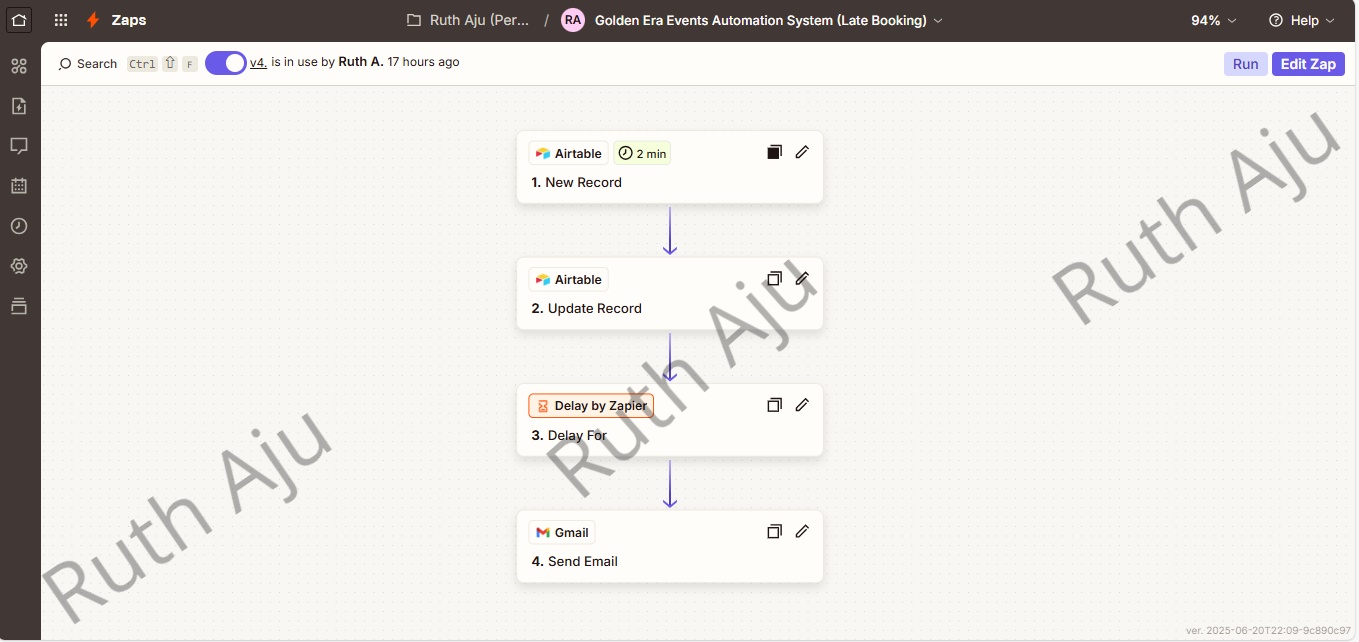 Zaps
Ruth Aju (Per... / RA Golden Era Events Automation System (Late Booking)
94%
Help
Search Ctrl ⇧ F
v4. is in use by Ruth A. 17 hours ago
Run
Edit Zap
Airtable 2 min
1. New Record
Airtable
2. Update Record
Delay by Zapier
3. Delay For
Gmail
4. Send Email
Ruth Aju
Ruth Aju
Ruth Aju
ver. 2025-06-20T22:09-9c890c97